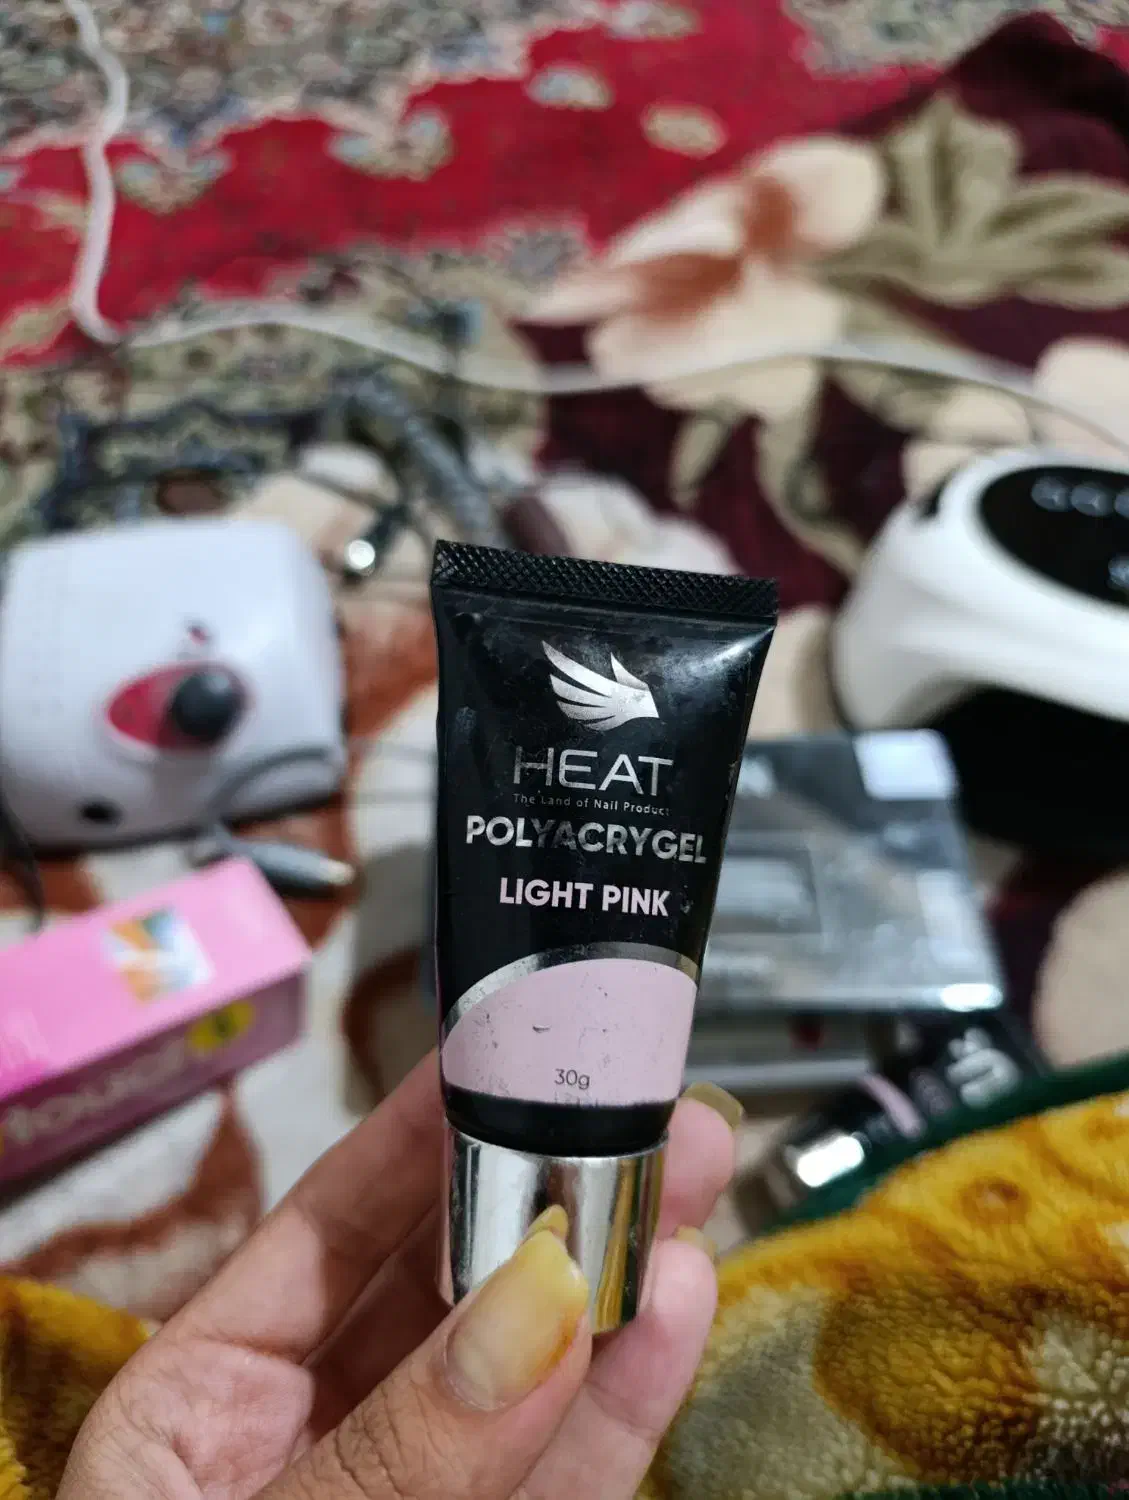 HEAT
The Land of Nail Product
POLYACRYGEL
LIGHT PINK
30g